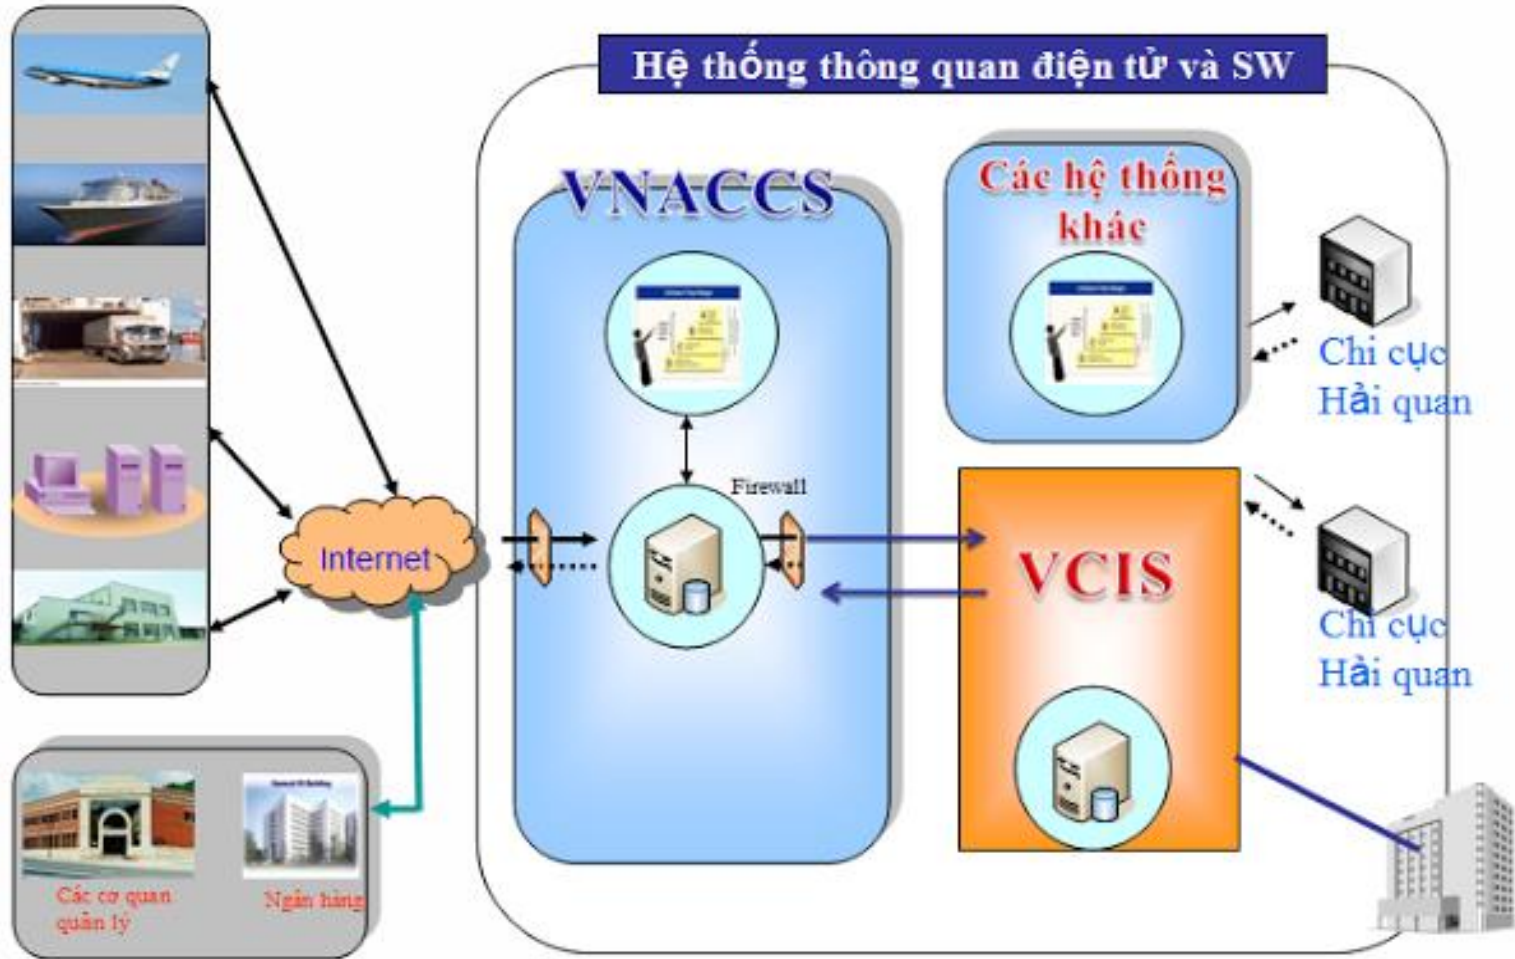 Hệ thống thông quan điện tử và SW
VNACCS
Các hệ thống
khác
Chi cục
Hải quan
Firewall
Internet
VCIS
Chi cục
Hải quan
Các cơ quan
quản lý
Ngân hàng